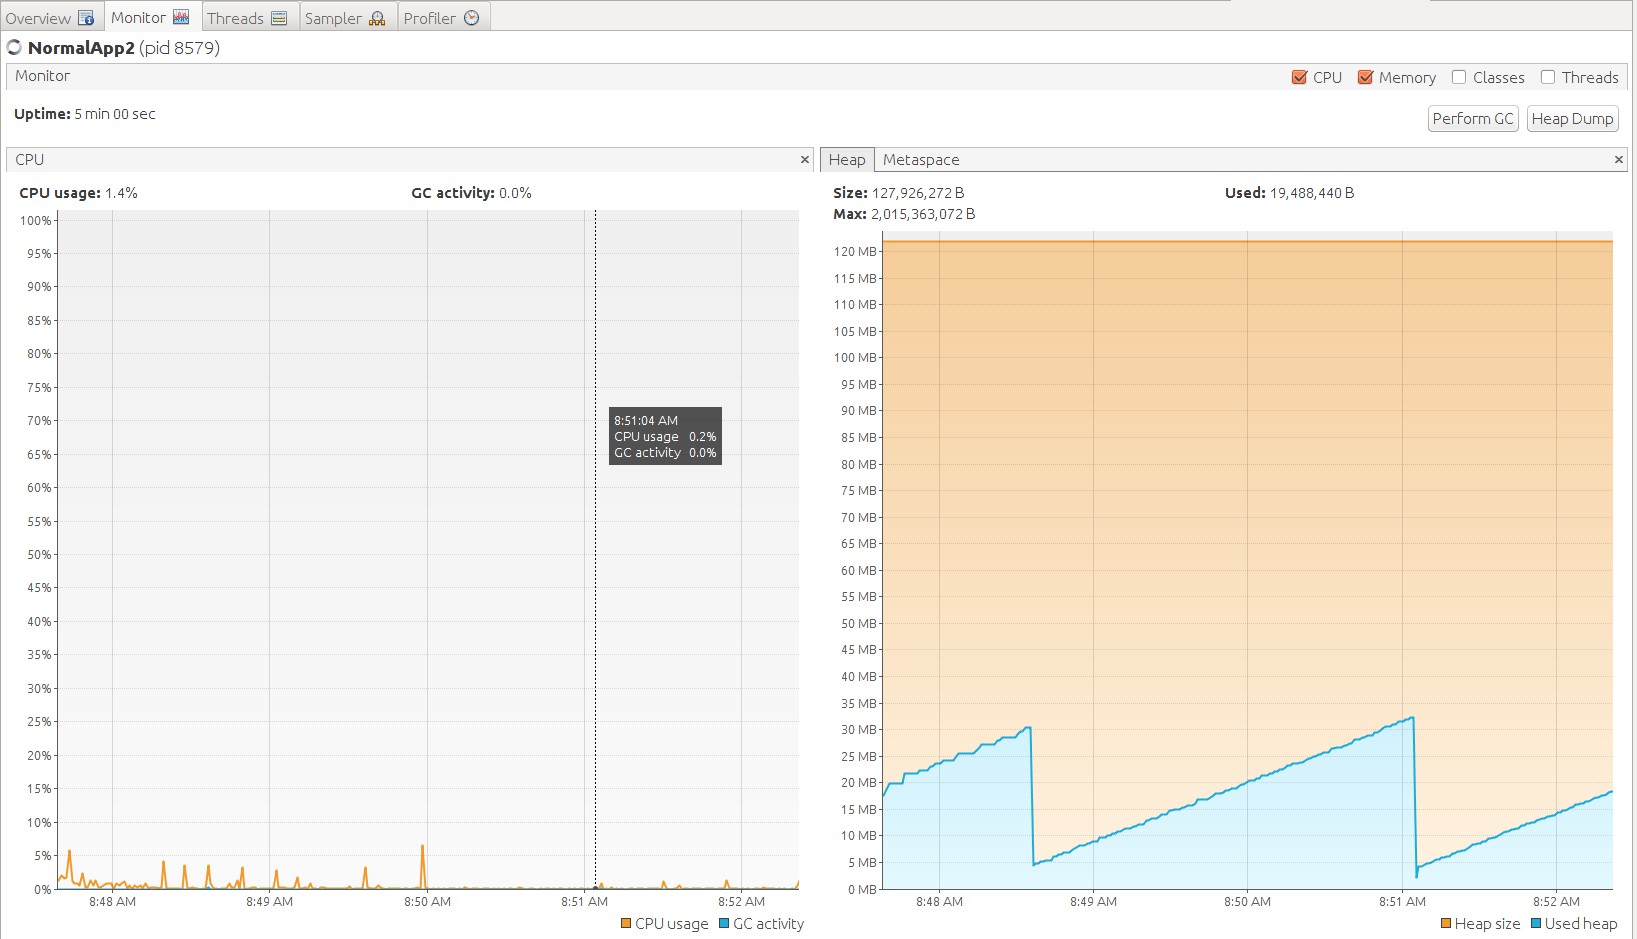 Overview Monitor Threads Sampler Profiler
NormalApp2 (pid 8579)
Monitor
CPU Memory Classes Threads
Uptime: 5 min 00 sec
Perform GC Heap Dump
CPU
CPU usage: 1.4% GC activity: 0.0%
100%
95%
90%
85%
80%
75%
70%
65%
60%
55%
50%
45%
40%
35%
30%
25%
20%
15%
10%
5%
0%
8:51:04 AM
CPU usage 0.2%
GC activity 0.0%
8:48 AM 8:49 AM 8:50 AM 8:51 AM 8:52 AM
CPU usage GC activity
Heap Metaspace
Size: 127,926,272 B Used: 19,488,440 B
Max: 2,015,363,072 B
120 MB
115 MB
110 MB
105 MB
100 MB
95 MB
90 MB
85 MB
80 MB
75 MB
70 MB
65 MB
60 MB
55 MB
50 MB
45 MB
40 MB
35 MB
30 MB
25 MB
20 MB
15 MB
10 MB
5 MB
0 MB
8:48 AM 8:49 AM 8:50 AM 8:51 AM 8:52 AM
Heap size Used heap